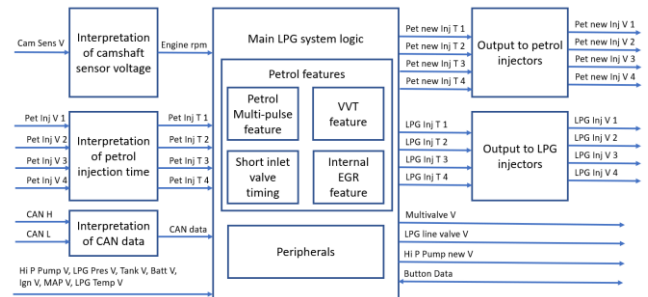 Cam Sens V
Interpretation
of camshaft
sensor voltage
Engine rpm
Pet Inj V 1
Pet Inj V 2
Pet Inj V 3
Pet Inj V 4
Interpretation
of petrol
injection time
Pet Inj T 1
Pet Inj T 2
Pet Inj T 3
Pet Inj T 4
CAN H
CAN L
Interpretation
of CAN data
CAN data
Hi P Pump V, LPG Pres V, Tank V, Batt V,
Ign V, MAP V, LPG Temp V
Main LPG system logic
Petrol features
Petrol
Multi-pulse
feature
VVT
feature
Short inlet
valve
timing
Internal
EGR
feature
Peripherals
Pet new Inj T 1
Pet new Inj T 2
Pet new Inj T 3
Pet new Inj T 4
Output to petrol
injectors
Pet new Inj V 1
Pet new Inj V 2
Pet new Inj V 3
Pet new Inj V 4
LPG Inj T 1
LPG Inj T 2
LPG Inj T 3
LPG Inj T 4
Output to LPG
injectors
LPG Inj V 1
LPG Inj V 2
LPG Inj V 3
LPG Inj V 4
Multivalve V
LPG line valve V
Hi P Pump new V
Button Data